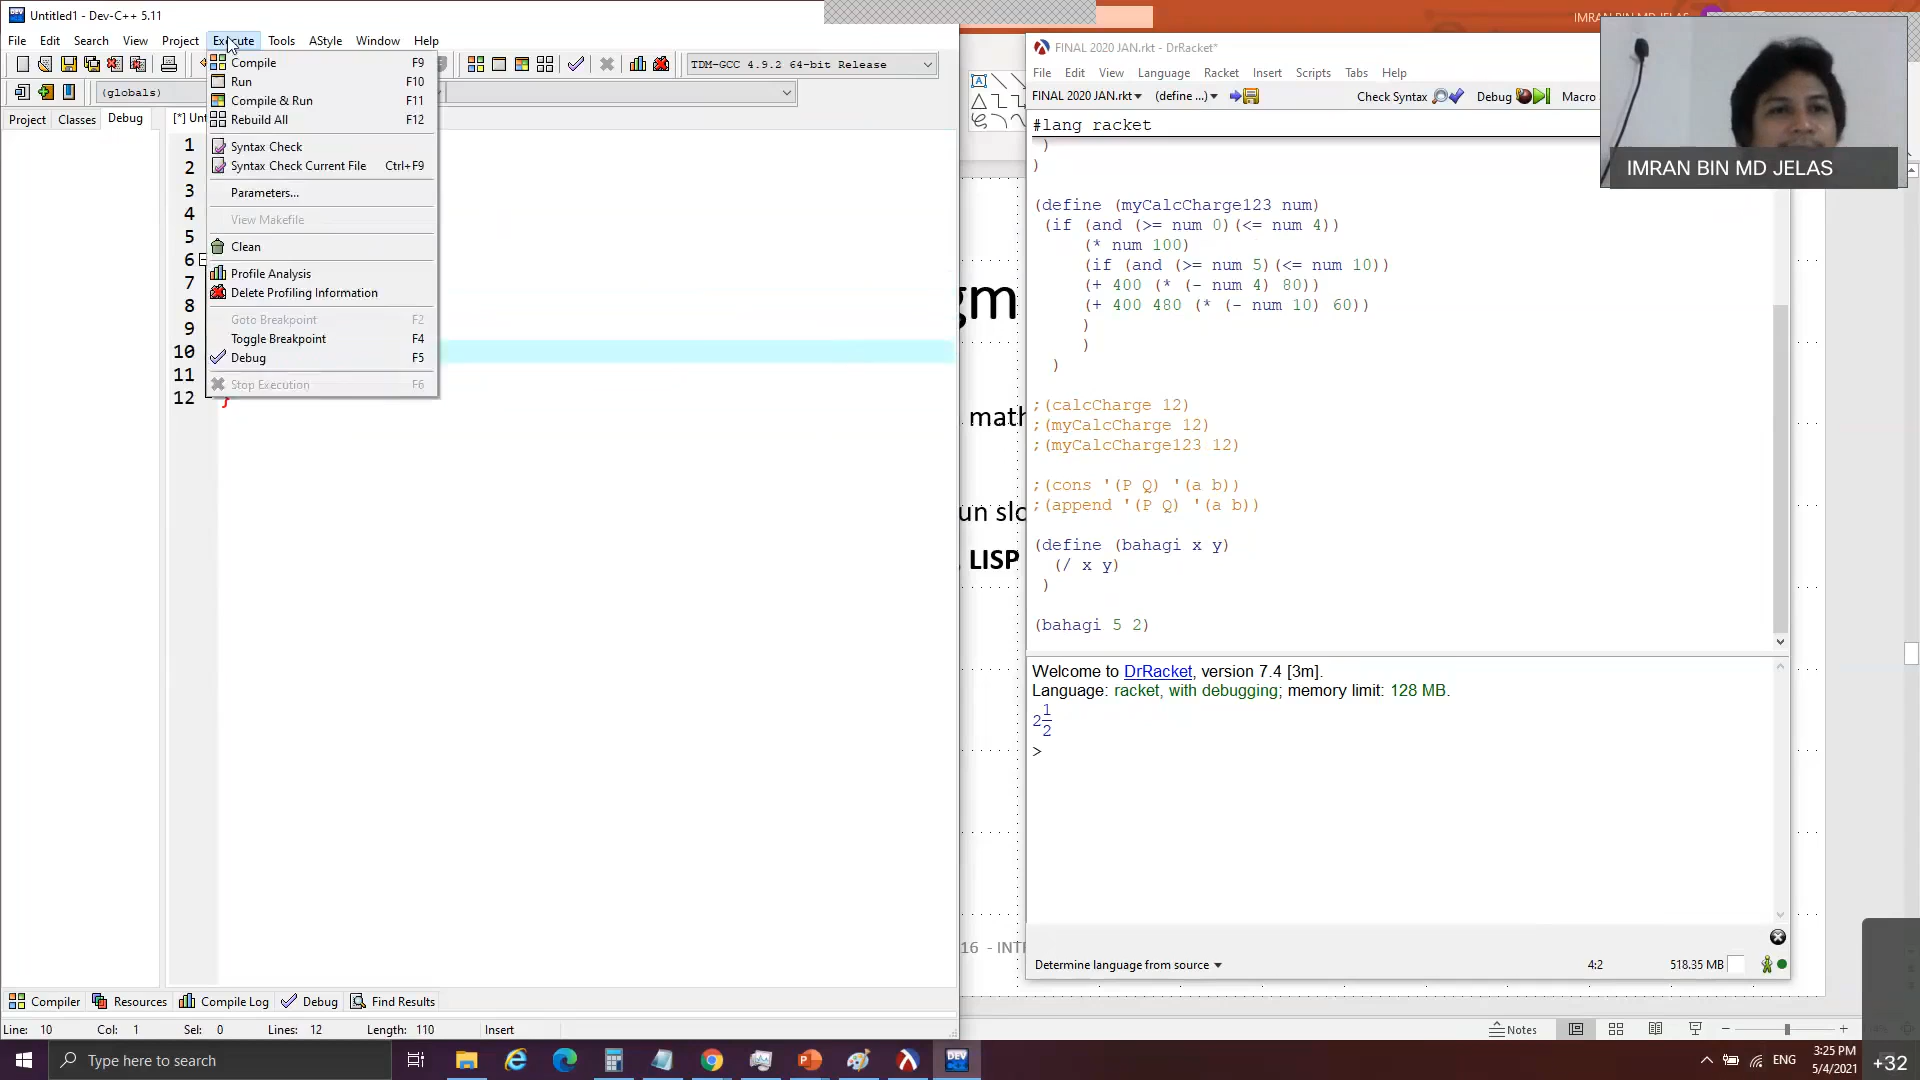 Untitled1 - Dev-C++ 5.11
File Edit Search View Project Execute Tools AStyle Window Help
TDM-GCC 4.9.2 64-bit Release
(globals)
Project Classes Debug
[*]
Compile F9
Run F10
Compile & Run F11
Rebuild All F12
Syntax Check
Syntax Check Current File Ctrl+F9
Parameters...
View Makefile
Clean
Profile Analysis
Delete Profiling Information
Goto Breakpoint F2
Toggle Breakpoint F4
Debug F5
Stop Execution F6
1
2
3
4
5
6
7
8
9
10
11
12 }
Compiler Resources Compile Log Debug Find Results
Line: 10 Col: 1 Sel: 0 Lines: 12 Length: 110 Insert
gm
math
un slo
LISP
16 - INT
FINAL 2020 JAN.rkt - DrRacket*
File Edit View Language Racket Insert Scripts Tabs Help
FINAL 2020 JAN.rkt (define ...) Check Syntax Debug Macro
#lang racket
)
)
(define (myCalcCharge123 num)
(if (and (>= num 0)(<= num 4))
(* num 100)
(if (and (>= num 5)(<= num 10))
(+ 400 (* (- num 4) 80))
(+ 400 480 (* (- num 10) 60))
)
)
)
;(calcCharge 12)
;(myCalcCharge 12)
;(myCalcCharge123 12)
;(cons '(P Q) '(a b))
;(append '(P Q) '(a b))
(define (bahagi x y)
(/ x y)
)
(bahagi 5 2)
Welcome to DrRacket, version 7.4 [3m].
Language: racket, with debugging; memory limit: 128 MB.
2 1/2
>
Determine language from source 4:2 518.35 MB
IMRAN BIN MD JELAS
IMRAN BIN MD JELAS
Notes
Type here to search
DEV
ENG
3:25 PM
5/4/2021
+32